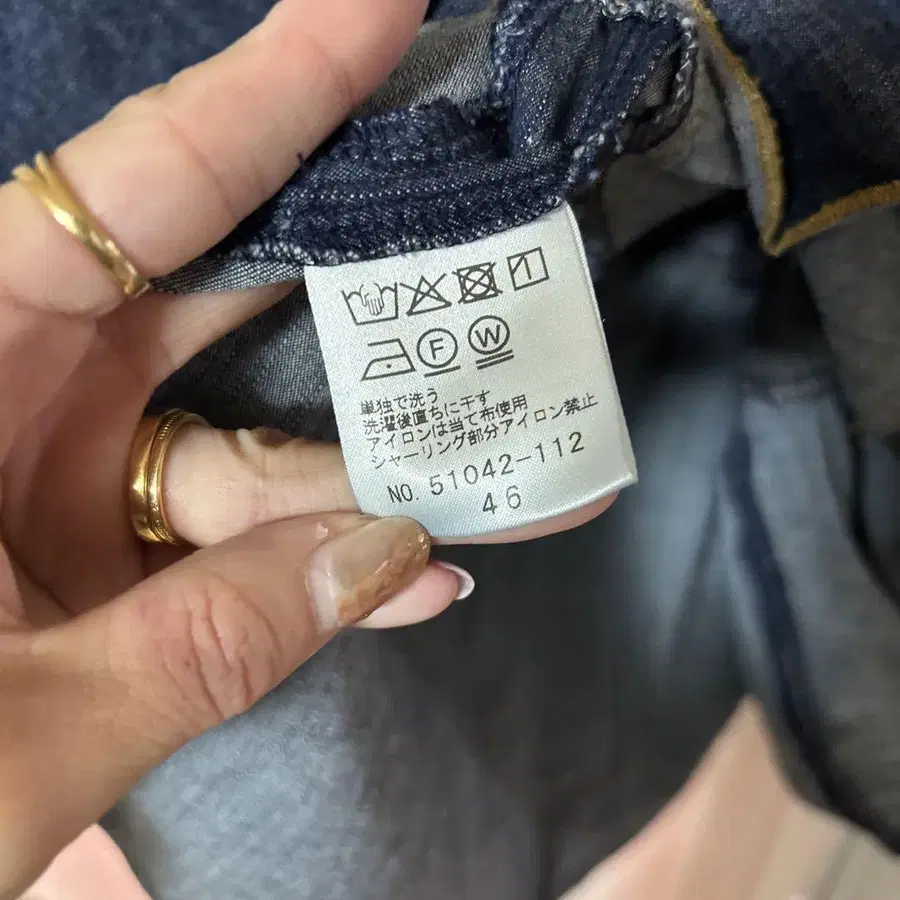 F W
単独で洗う
洗濯後直ちに干す
アイロンは当て布使用
シャーリング部分アイロン禁止
NO. 51042-112
46